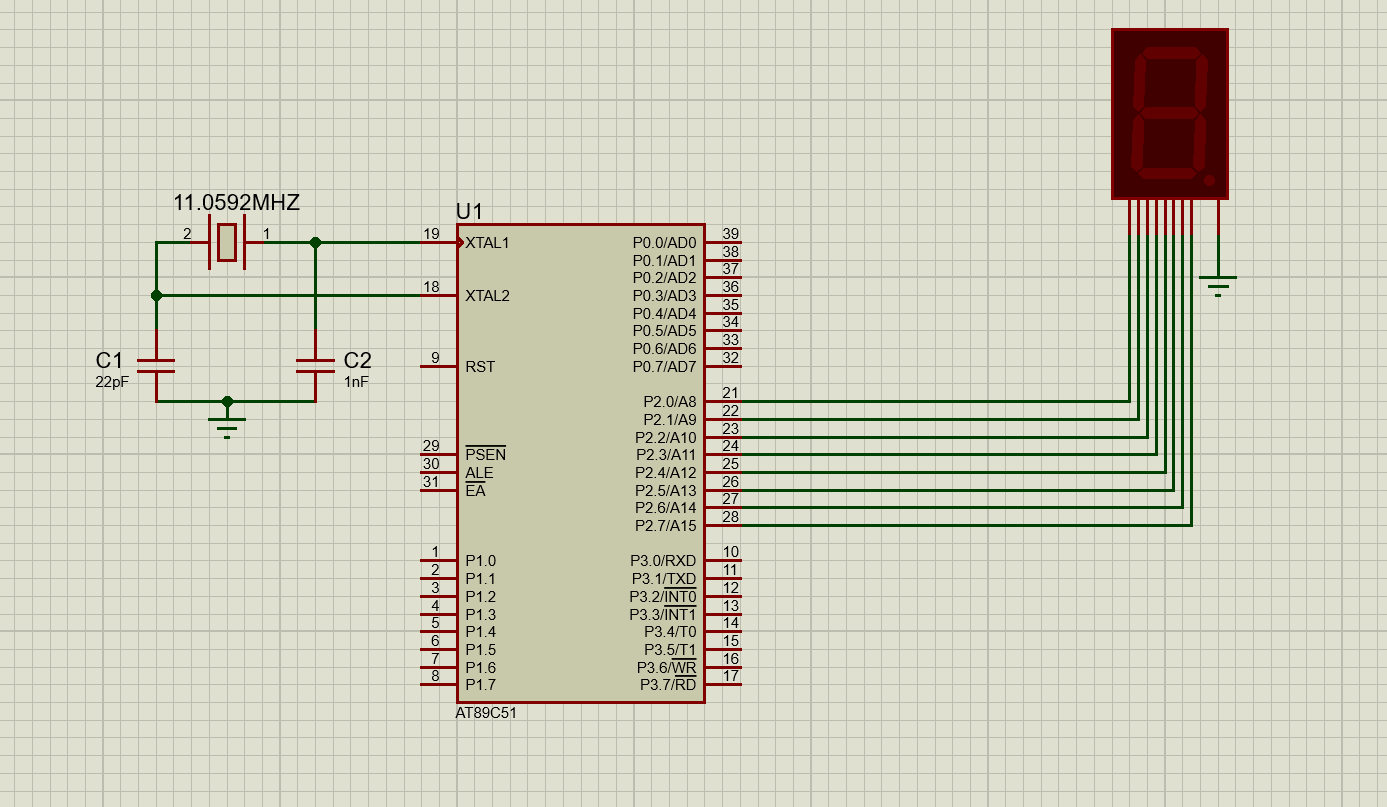 11.0592MHZ
2 1
C1
22pF
C2
1nF
U1
19 XTAL1
18 XTAL2
9 RST
29 PSEN
30 ALE
31 EA
1 P1.0
2 P1.1
3 P1.2
4 P1.3
5 P1.4
6 P1.5
7 P1.6
8 P1.7
P0.0/AD0 39
P0.1/AD1 38
P0.2/AD2 37
P0.3/AD3 36
P0.4/AD4 35
P0.5/AD5 34
P0.6/AD6 33
P0.7/AD7 32
P2.0/A8 21
P2.1/A9 22
P2.2/A10 23
P2.3/A11 24
P2.4/A12 25
P2.5/A13 26
P2.6/A14 27
P2.7/A15 28
P3.0/RXD 10
P3.1/TXD 11
P3.2/INT0 12
P3.3/INT1 13
P3.4/T0 14
P3.5/T1 15
P3.6/WR 16
P3.7/RD 17
AT89C51